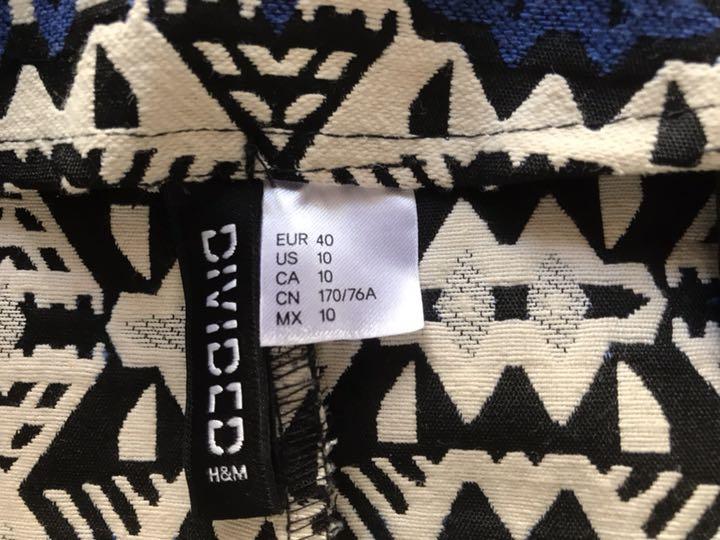 DIVIDED
H&M
EUR 40
US 10
CA 10
CN 170/76A
MX 10